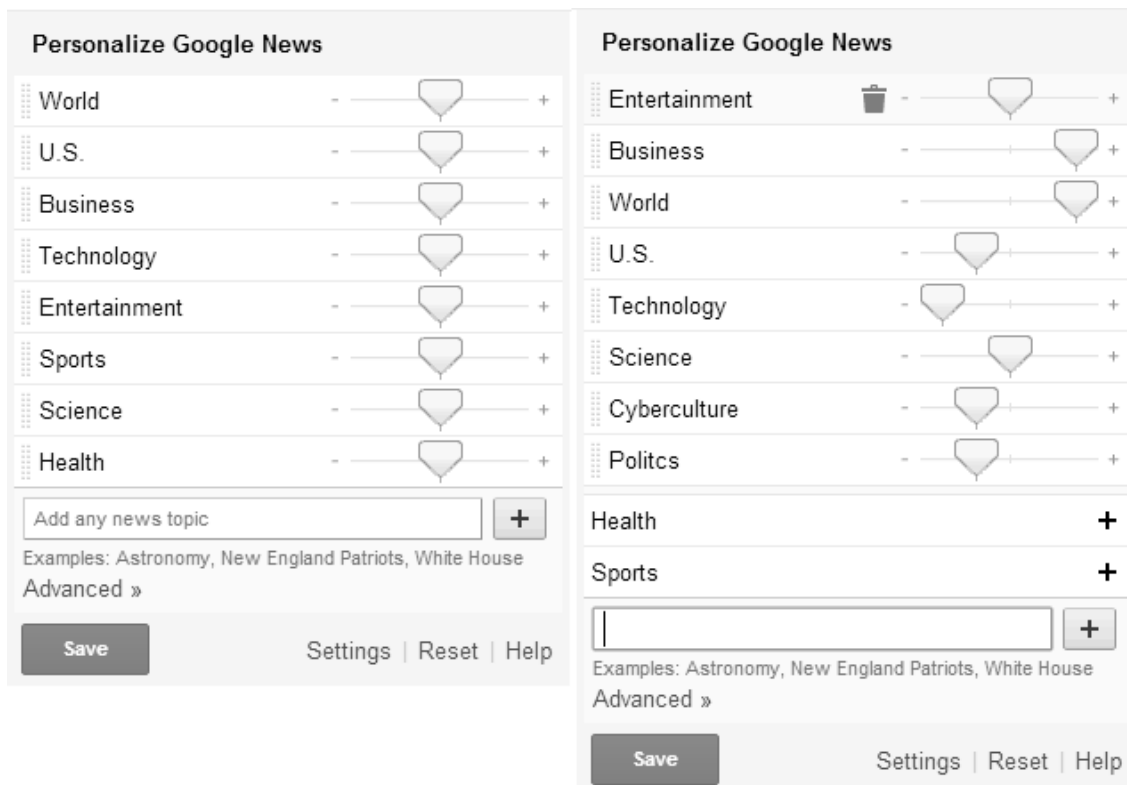 Personalize Google News
World - +
U.S. - +
Business - +
Technology - +
Entertainment - +
Sports - +
Science - +
Health - +
Add any news topic +
Examples: Astronomy, New England Patriots, White House
Advanced »
Save Settings | Reset | Help
Personalize Google News
Entertainment - +
Business - +
World - +
U.S. - +
Technology - +
Science - +
Cyberculture - +
Politcs - +
Health +
Sports +
+
Examples: Astronomy, New England Patriots, White House
Advanced »
Save Settings | Reset | Help